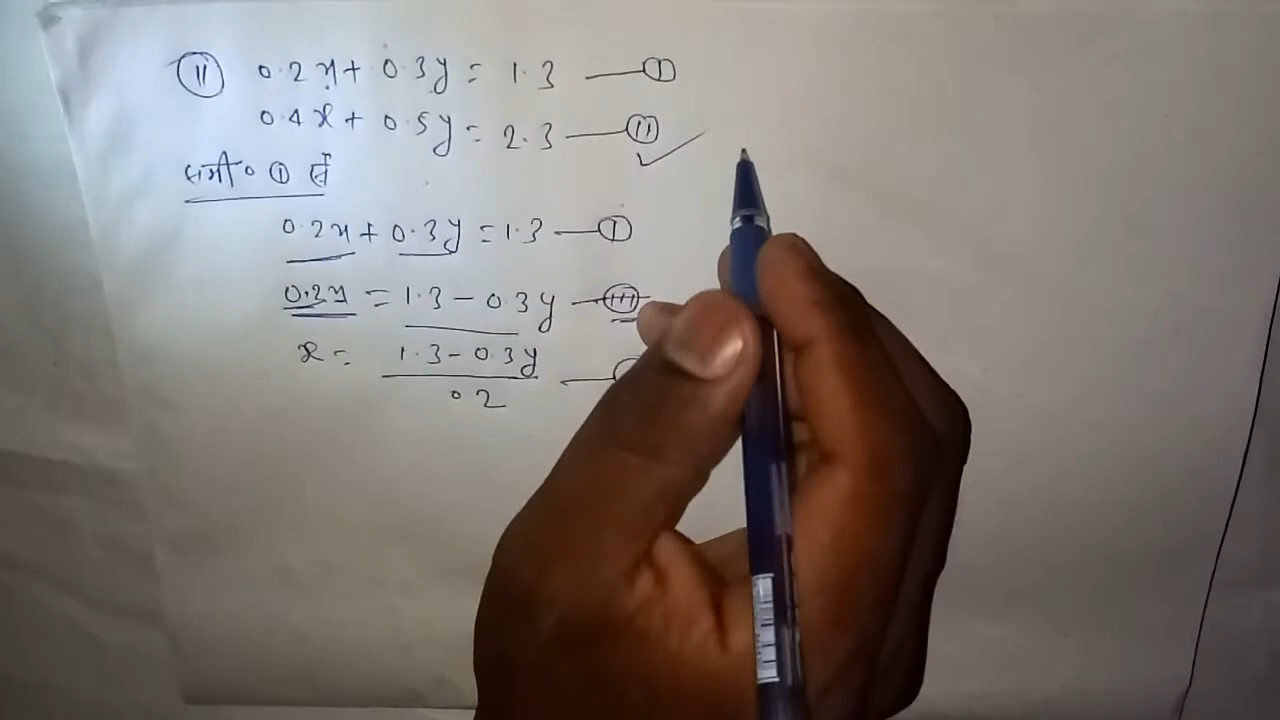 (II) 0.2x + 0.3y = 1.3 —(I)
0.4x + 0.5y = 2.3 —(II) ✓
समी० (I) से
0.2x + 0.3y = 1.3 —(I)
0.2x = 1.3 - 0.3y —(III)
x = (1.3 - 0.3y)/0.2 —